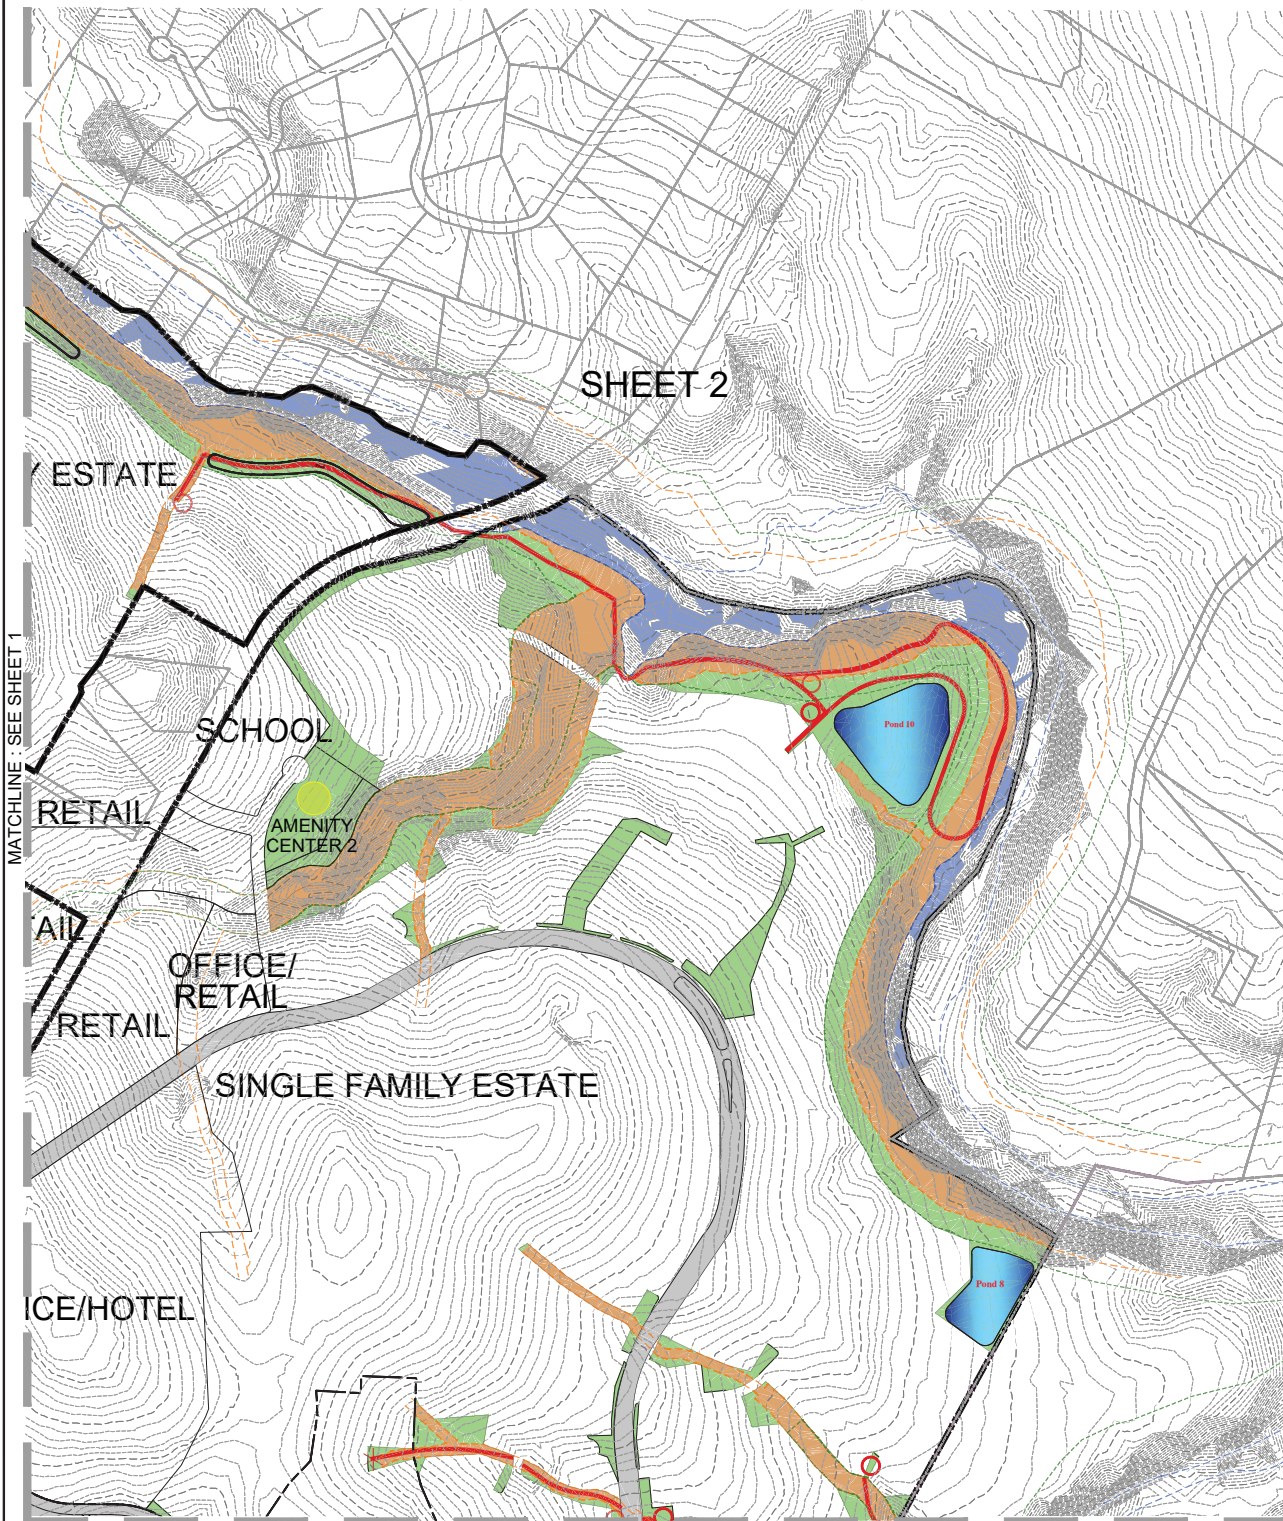 SHEET 2
Y ESTATE
MATCHLINE : SEE SHEET 1
SCHOOL
Pond 10
RETAIL
AMENITY
CENTER 2
TAIL
OFFICE/
RETAIL
RETAIL
SINGLE FAMILY ESTATE
Pond 8
ICE/HOTEL